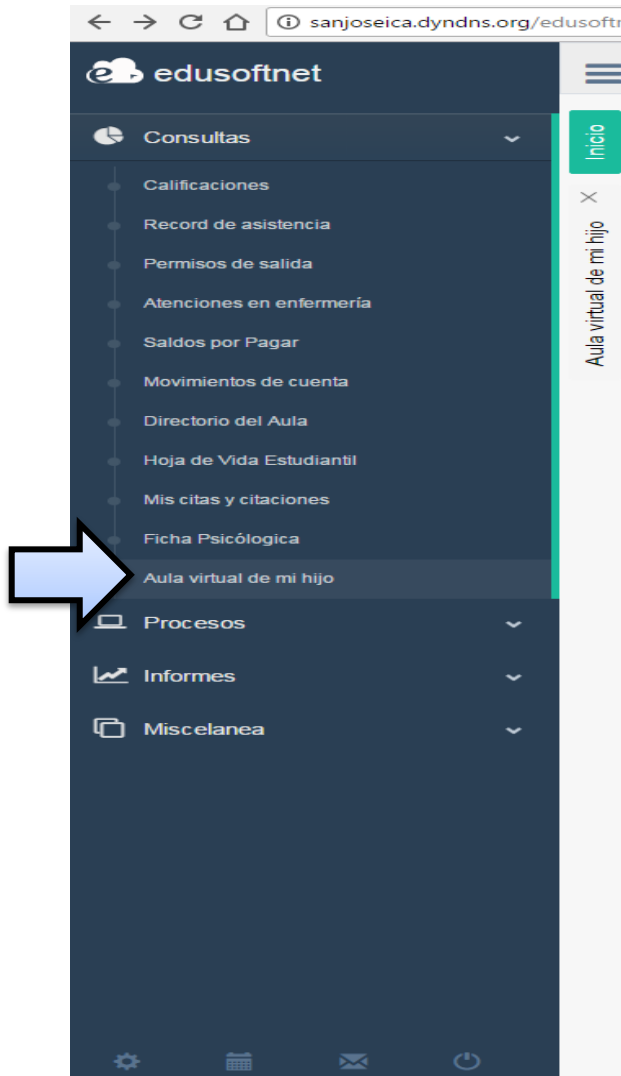 sanjoseica.dyndns.org/edusoftn
edusoftnet
Consultas
Calificaciones
Record de asistencia
Permisos de salida
Atenciones en enfermería
Saldos por Pagar
Movimientos de cuenta
Directorio del Aula
Hoja de Vida Estudiantil
Mis citas y citaciones
Ficha Psicólogica
Aula virtual de mi hijo
Procesos
Informes
Miscelanea
Inicio
Aula virtual de mi hijo